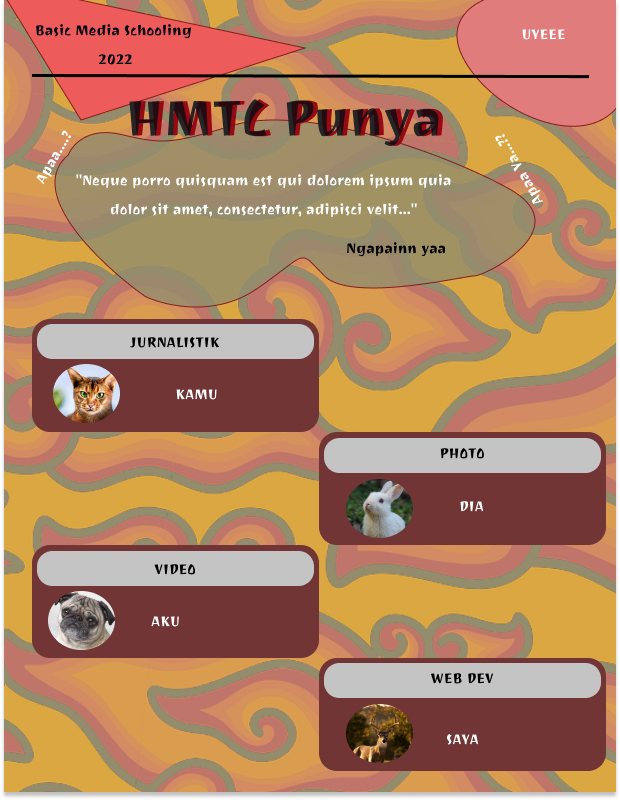 Basic Media Schooling
2022
UYEEE
HMTC Punya
Apaa....?
Apaa Ya..??
"Neque porro quisquam est qui dolorem ipsum quia
dolor sit amet, consectetur, adipisci velit..."
Ngapainn yaa
JURNALISTIK
KAMU
PHOTO
DIA
VIDEO
AKU
WEB DEV
SAYA